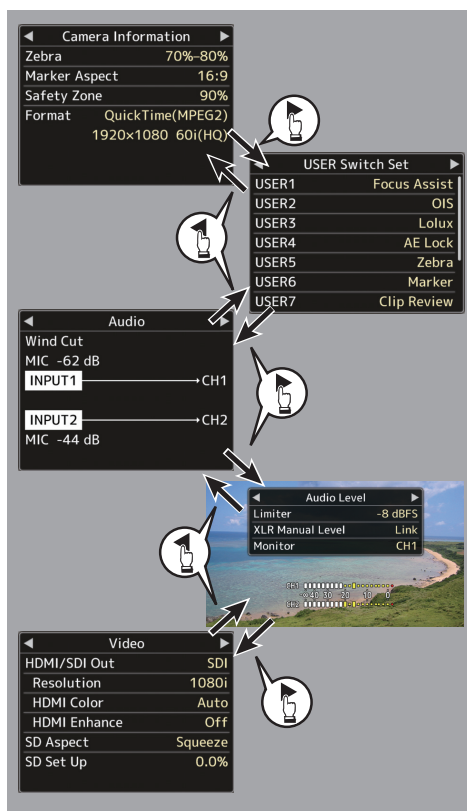 Camera Information
Zebra 70%–80%
Marker Aspect 16:9
Safety Zone 90%
Format QuickTime(MPEG2)
1920×1080 60i(HQ)
USER Switch Set
USER1 Focus Assist
USER2 OIS
USER3 Lolux
USER4 AE Lock
USER5 Zebra
USER6 Marker
USER7 Clip Review
Audio
Wind Cut
MIC -62 dB
INPUT1 CH1
INPUT2 CH2
MIC -44 dB
Audio Level
Limiter -8 dBFS
XLR Manual Level Link
Monitor CH1
CH1
-∞ 40 30 -20 10 0
CH2
Video
HDMI/SDI Out SDI
Resolution 1080i
HDMI Color Auto
HDMI Enhance Off
SD Aspect Squeeze
SD Set Up 0.0%